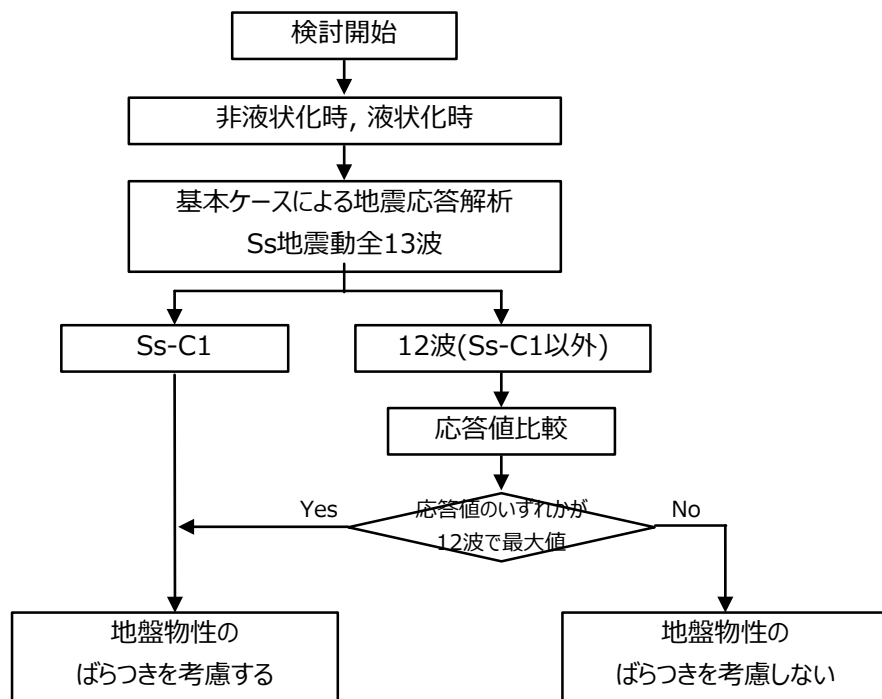 検討開始
非液状化時, 液状化時
基本ケースによる地震応答解析
Ss地震動全13波
Ss-C1
12波(Ss-C1以外)
応答値比較
応答値のいずれかが
12波で最大値
Yes
No
地盤物性の
ばらつきを考慮する
地盤物性の
ばらつきを考慮しない